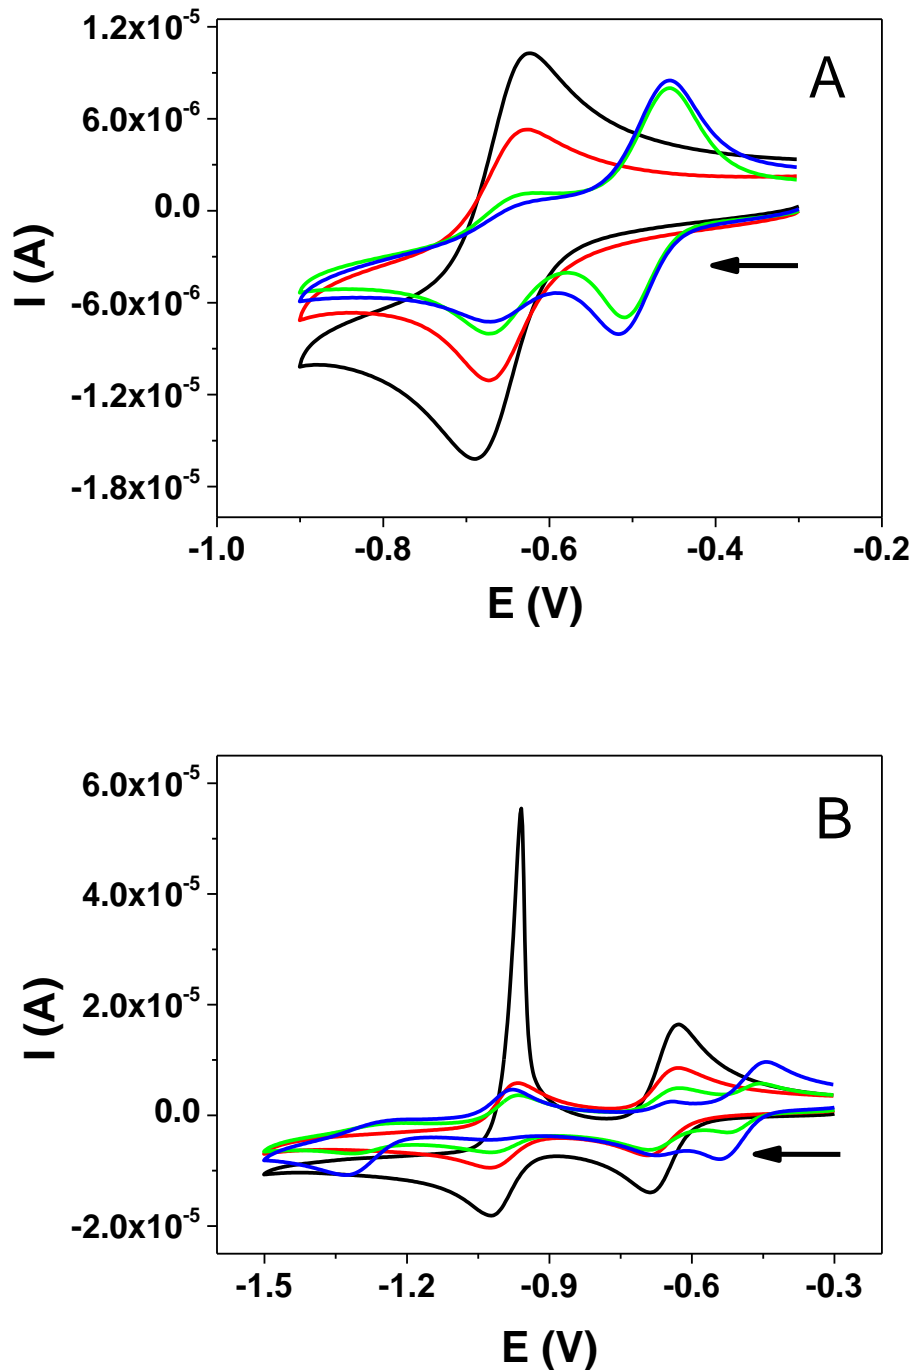 A
1.2x10⁻⁵
6.0x10⁻⁶
0.0
-6.0x10⁻⁶
-1.2x10⁻⁵
-1.8x10⁻⁵
I (A)
-1.0 -0.8 -0.6 -0.4 -0.2
E (V)
B
6.0x10⁻⁵
4.0x10⁻⁵
2.0x10⁻⁵
0.0
-2.0x10⁻⁵
I (A)
-1.5 -1.2 -0.9 -0.6 -0.3
E (V)